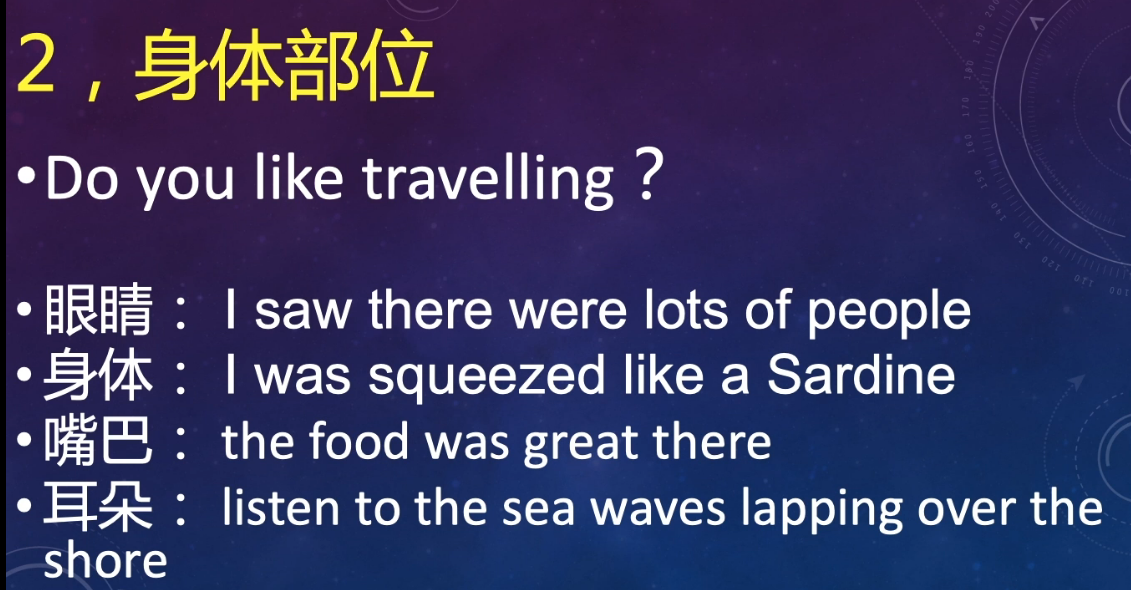 2，身体部位
•Do you like travelling？
•眼睛： I saw there were lots of people
•身体： I was squeezed like a Sardine
•嘴巴： the food was great there
•耳朵： listen to the sea waves lapping over the
shore